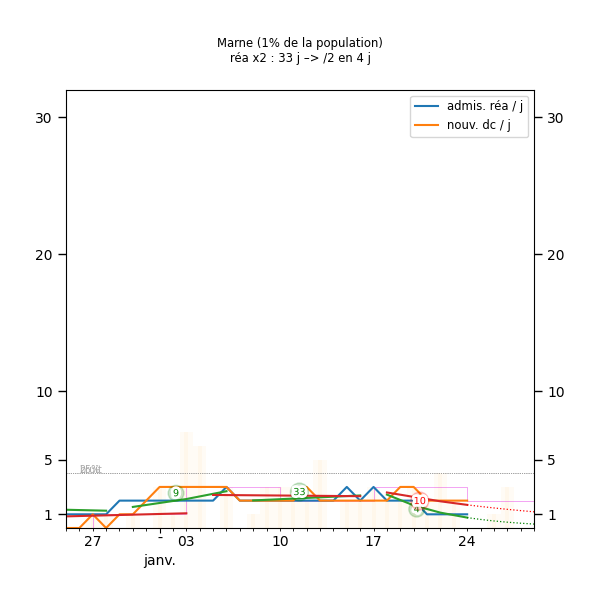 Marne (1% de la population)
réa x2 : 33 j –> /2 en 4 j
admis. réa / j
nouv. dc / j
30 30
20 20
10 10
5 5
1 1
9
33
10
4
27 - 03 10 17 24
janv.